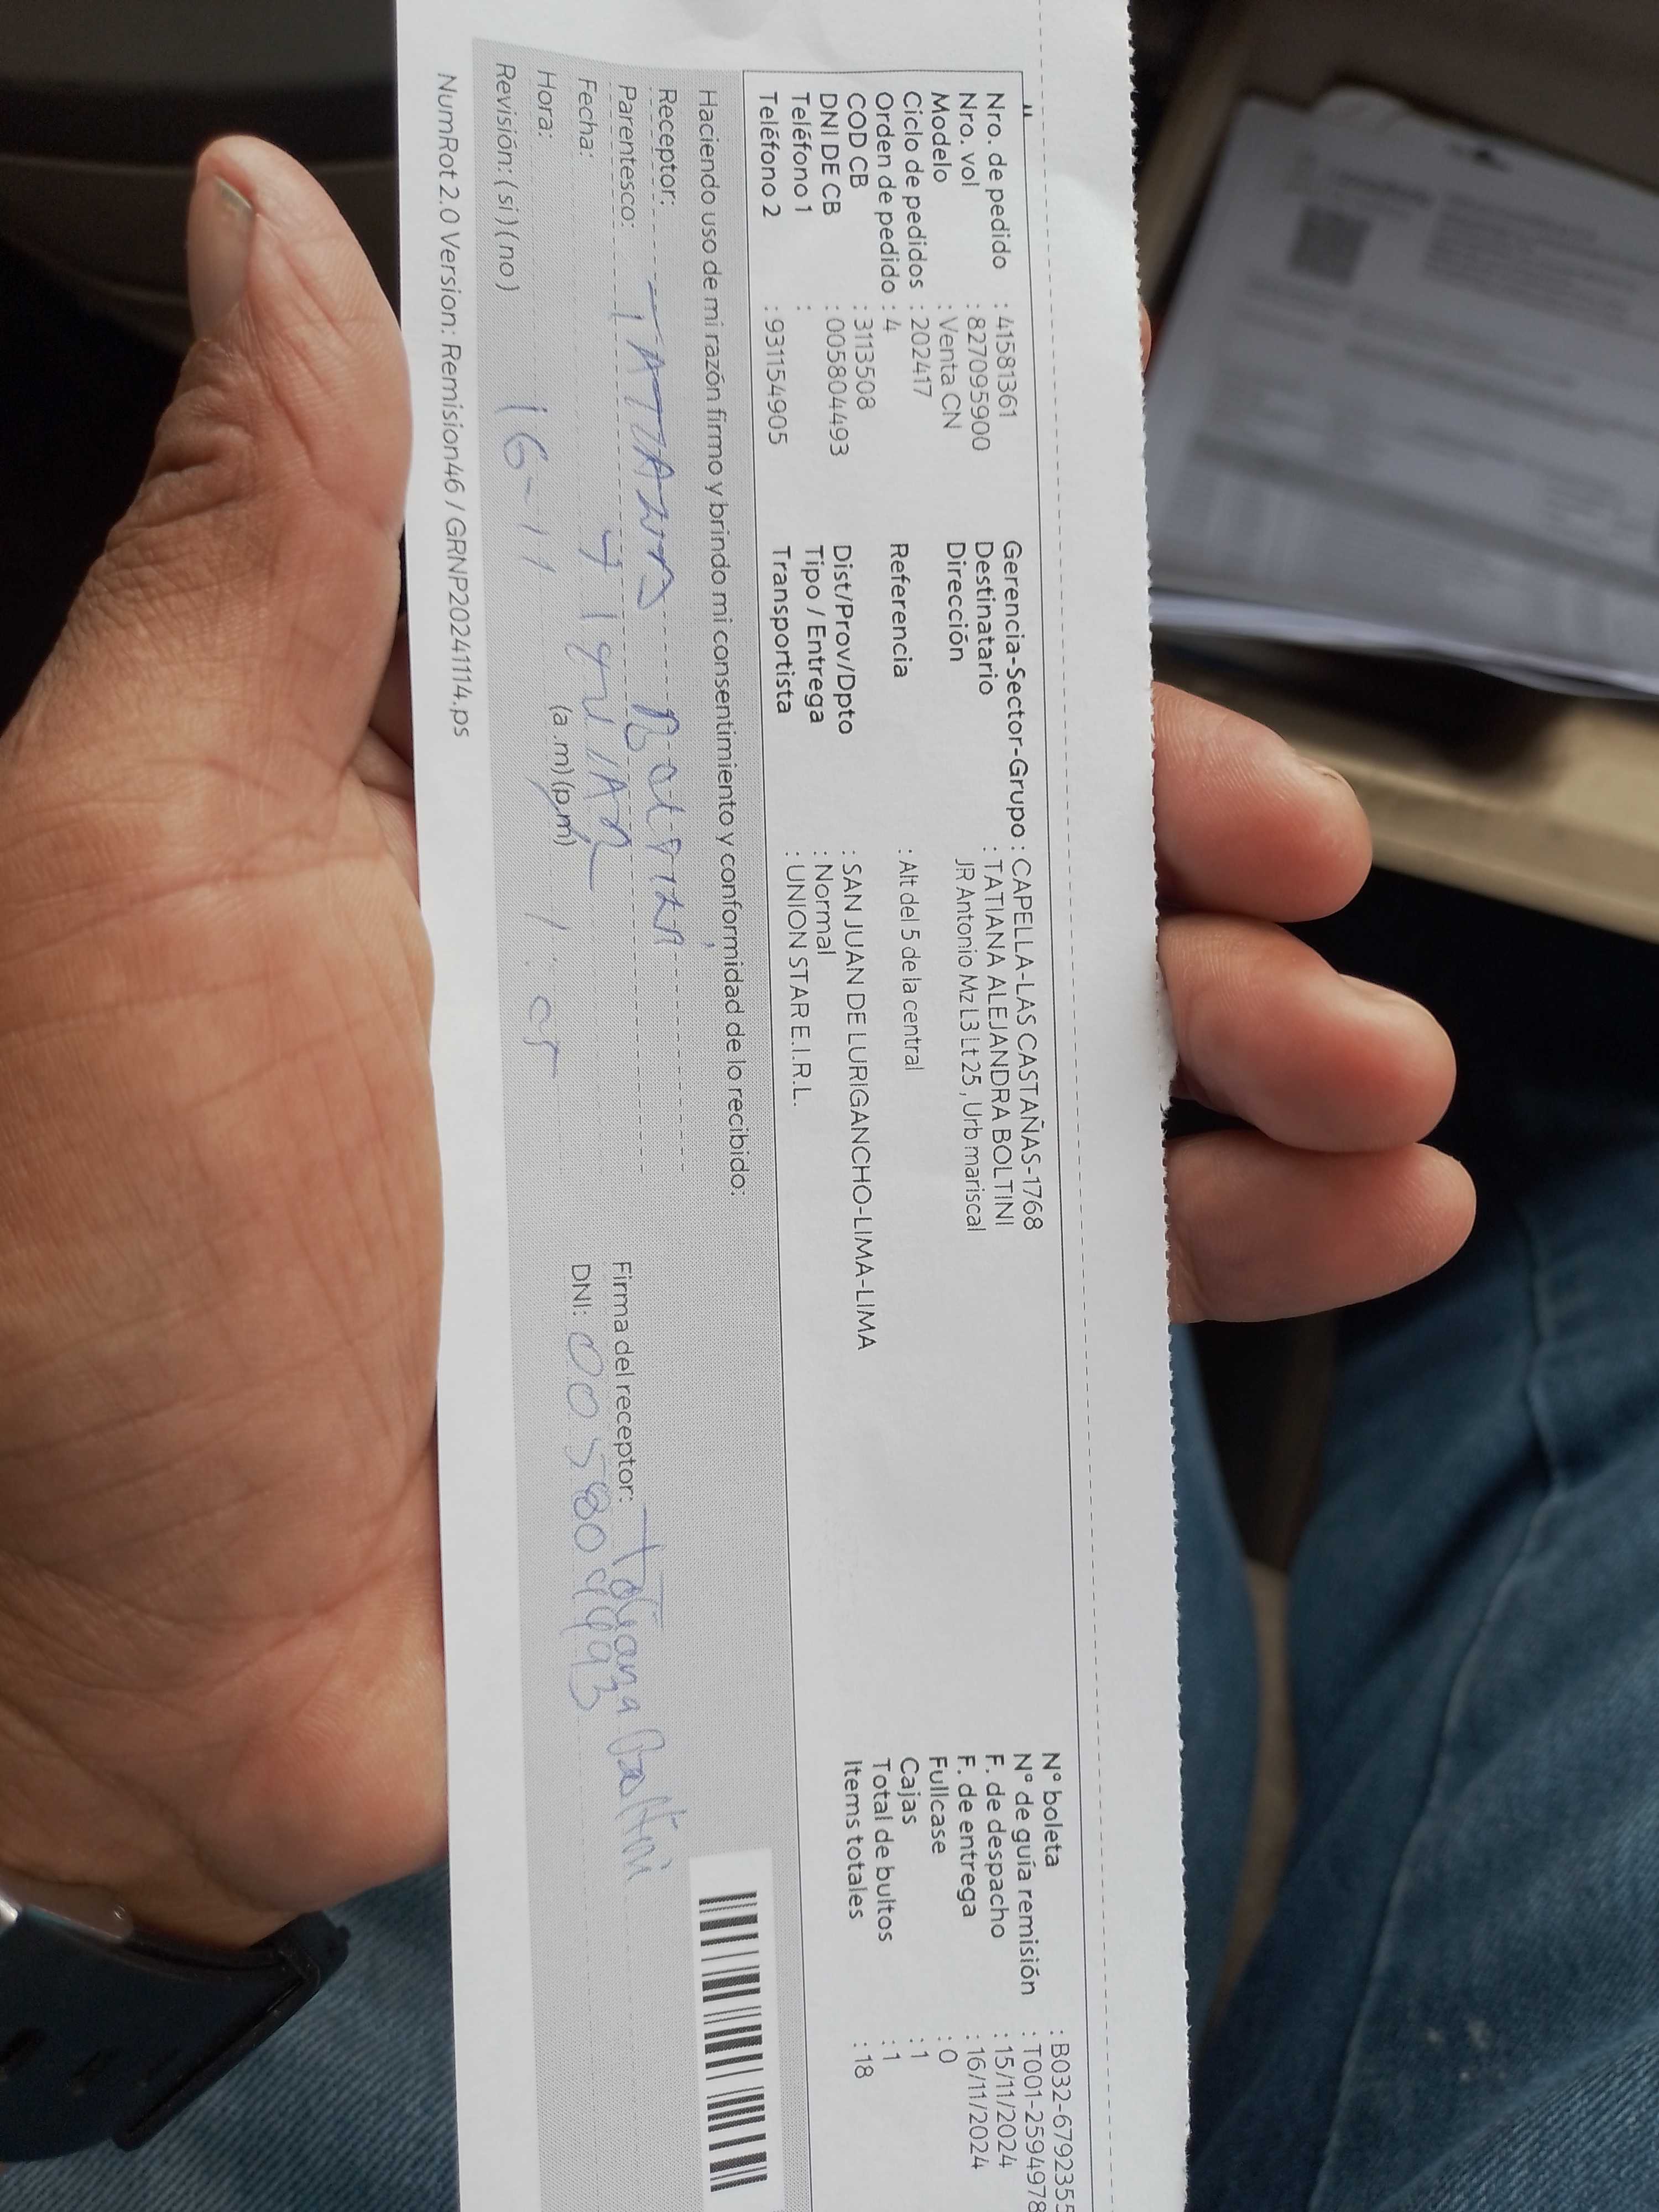 Nro. de pedido : 41581361
Nro. vol : 827095900
Modelo : Venta CN
Ciclo de pedidos : 202417
Orden de pedido : 4
COD CB : 3113508
DNI DE CB : 005804493
Teléfono 1 :
Teléfono 2 : 931154905
Gerencia-Sector-Grupo : CAPELLA-LAS CASTAÑAS-1768
Destinatario : TATIANA ALEJANDRA BOLTINI
Dirección JR Antonio Mz L3 Lt 25, Urb mariscal
Referencia : Alt del 5 de la central
Dist/Prov/Dpto : SAN JUAN DE LURIGANCHO-LIMA-LIMA
Tipo / Entrega : Normal
Transportista : UNION STAR E.I.R.L.
N° boleta : B032-6792355
N° de guía remisión : T001-2594978
F. de despacho : 15/11/2024
F. de entrega : 16/11/2024
Fullcase : 0
Cajas : 1
Total de bultos : 1
Items totales : 18
Haciendo uso de mi razón firmo y brindo mi consentimiento y conformidad de lo recibido:
Receptor: TATIANA
Parentesco:
Fecha: 16-11
Hora: (a.m)(p.m)
Revisión: (si) (no)
Firma del receptor: Tatiana Boltini
DNI: 005804493
NumRot 2.0 Version: Remision46 / GRNP20241114.ps